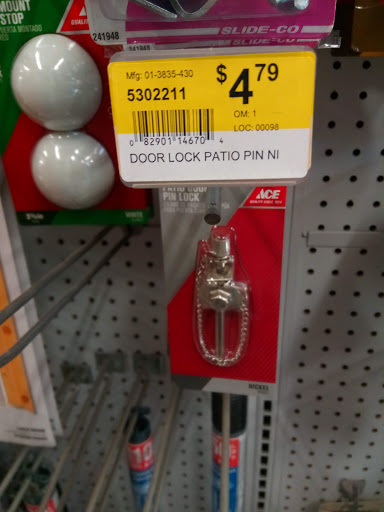 MOUNT
STOP
241948
241948
SLIDE-CO
Mfg: 01-3835-430
5302211
$4.79
OM: 1
LOC: 00098
0 82901 14670 4
DOOR LOCK PATIO PIN NI
PIN LOCK
ACE
NICKEL